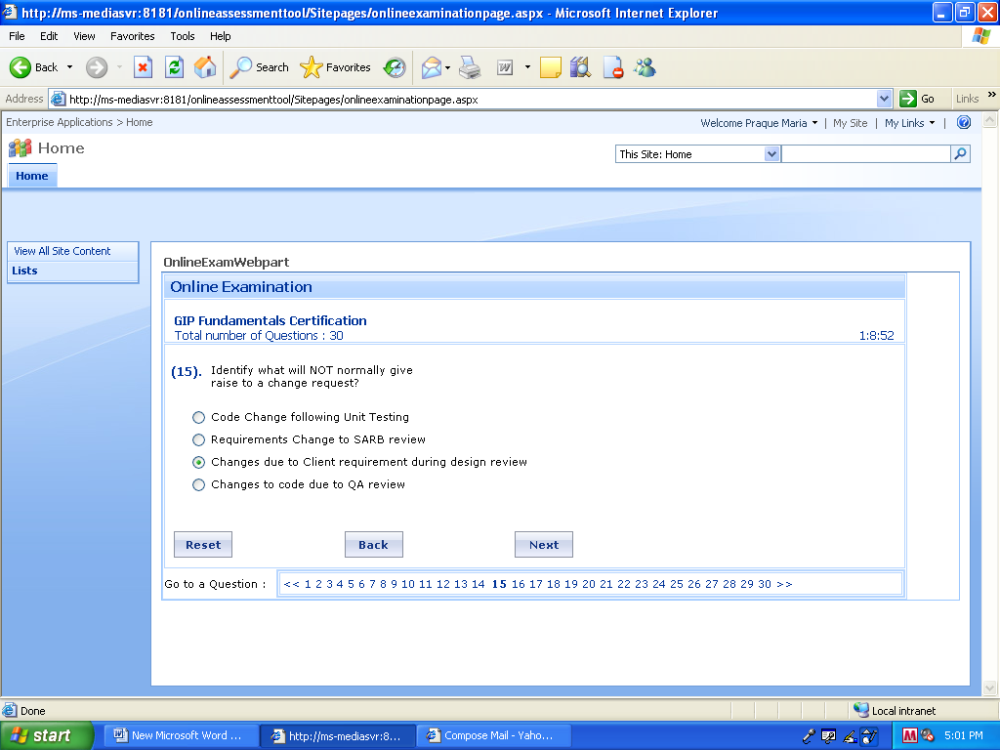 http://ms-mediasvr:8181/onlineassessmenttool/Sitepages/onlineexaminationpage.aspx - Microsoft Internet Explorer
File Edit View Favorites Tools Help
Back Search Favorites
Address http://ms-mediasvr:8181/onlineassessmenttool/Sitepages/onlineexaminationpage.aspx Go Links »
Enterprise Applications > Home Welcome Praque Maria | My Site | My Links |
Home
This Site: Home
Home
View All Site Content
Lists
OnlineExamWebpart
Online Examination
GIP Fundamentals Certification
Total number of Questions : 30 1:8:52
(15). Identify what will NOT normally give
raise to a change request?
Code Change following Unit Testing
Requirements Change to SARB review
Changes due to Client requirement during design review
Changes to code due to QA review
Reset Back Next
Go to a Question : << 1 2 3 4 5 6 7 8 9 10 11 12 13 14 15 16 17 18 19 20 21 22 23 24 25 26 27 28 29 30 >>
Done Local intranet
start New Microsoft Word ... http://ms-mediasvr:8... Compose Mail - Yaho... 5:01 PM